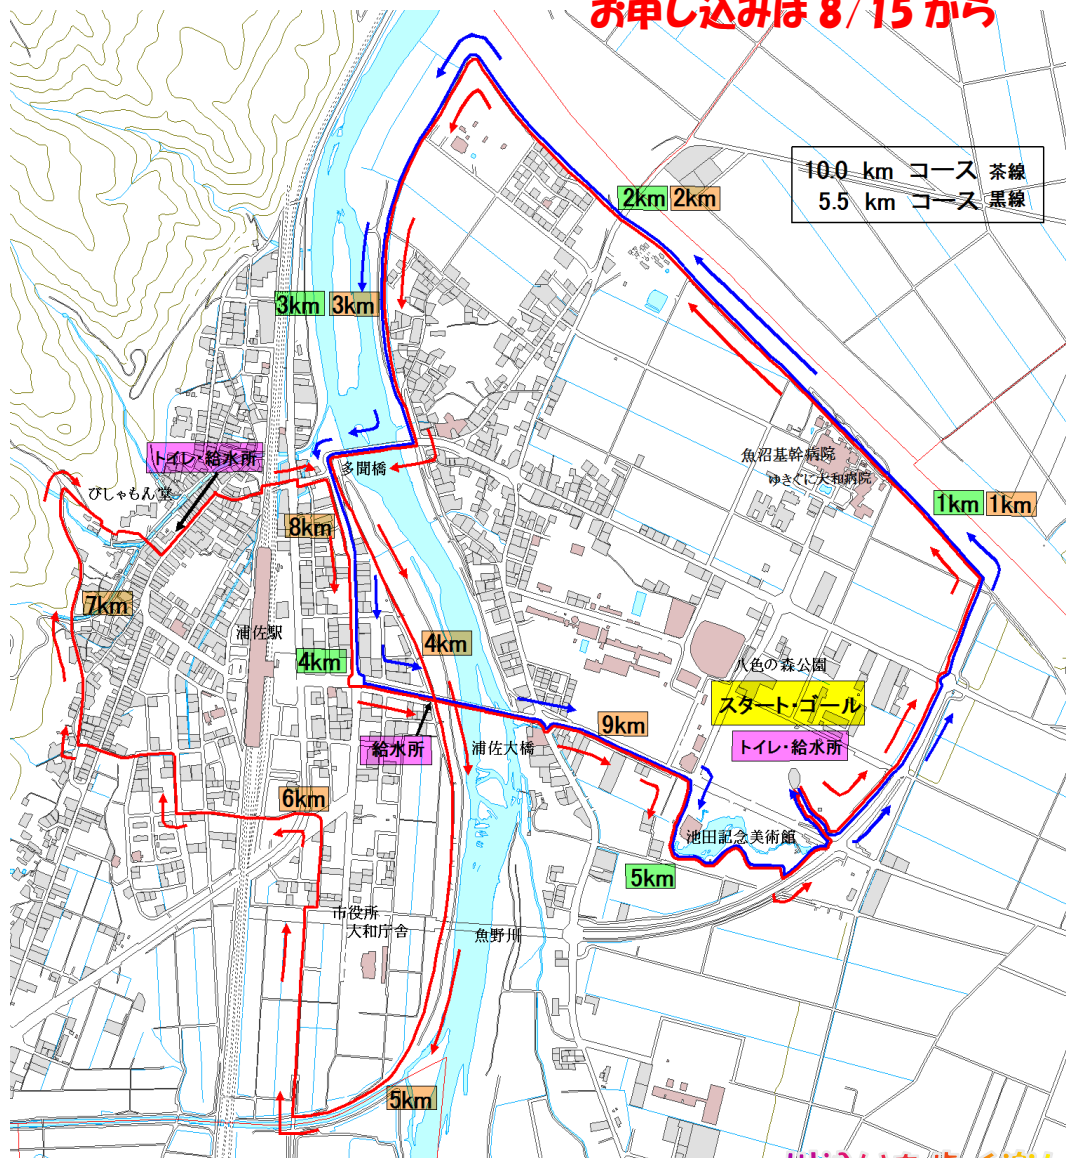 お申し込みは 8/15 から
10.0 km コース 茶線
5.5 km コース 黒線
2km 2km
3km 3km
トイレ・給水所
多聞橋
びしゃもん堂
魚沼基幹病院
ゆきぐに大和病院
1km 1km
8km
7km
浦佐駅
4km
4km
八色の森公園
スタート・ゴール
9km
トイレ・給水所
給水所
浦佐大橋
6km
池田記念美術館
5km
市役所
大和庁舎
魚野川
5km